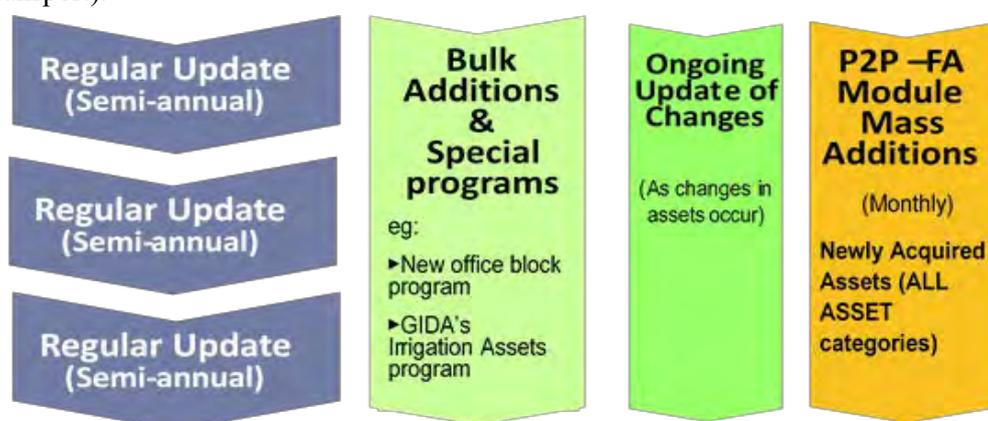 Regular Update
(Semi-annual)
Regular Update
(Semi-annual)
Regular Update
(Semi-annual)
Bulk
Additions
&
Special
programs
eg:
►New office block
program
►GIDA's
Irrigation Assets
program
Ongoing
Update of
Changes
(As changes in
assets occur)
P2P –FA
Module
Mass
Additions
(Monthly)
Newly Acquired
Assets (ALL
ASSET
categories)